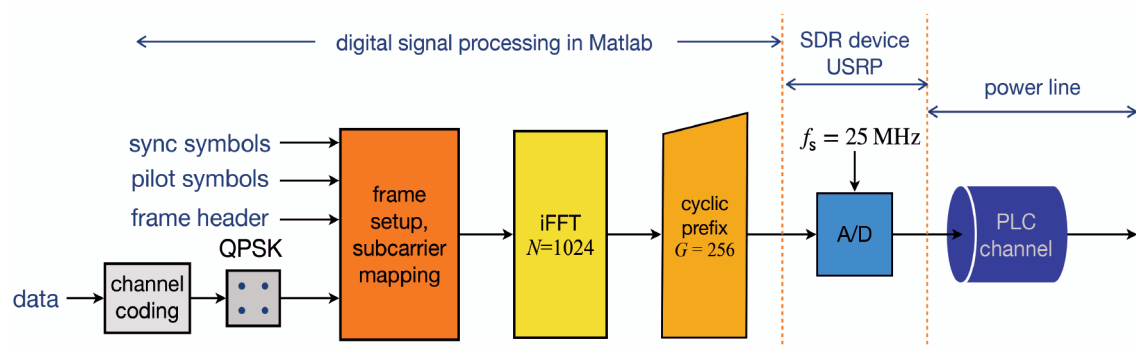 digital signal processing in Matlab
SDR device
USRP
power line
sync symbols
pilot symbols
frame header
QPSK
data
channel
coding
frame
setup,
subcarrier
mapping
iFFT
N=1024
cyclic
prefix
G = 256
fs = 25 MHz
A/D
PLC
channel